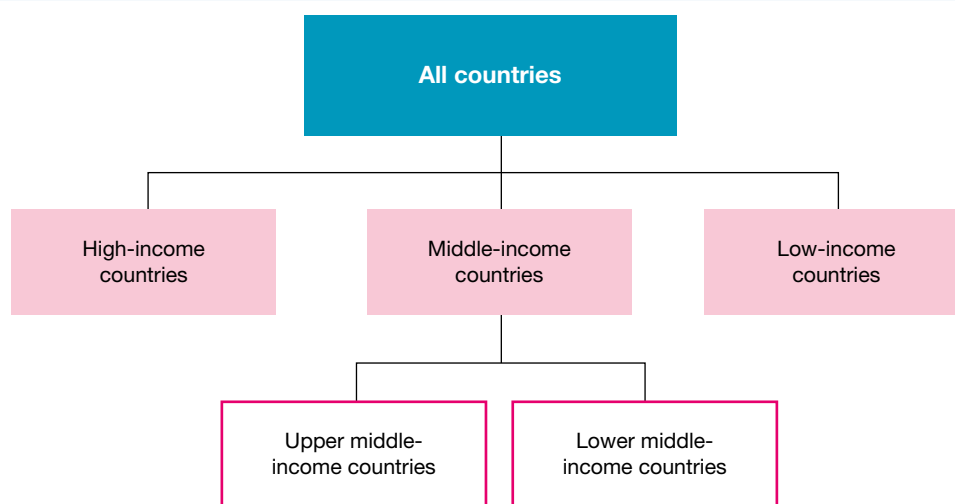 All countries
High-income
countries
Middle-income
countries
Low-income
countries
Upper middle-
income countries
Lower middle-
income countries